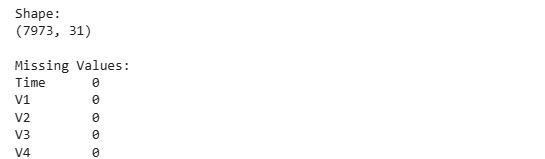 Shape:
(7973, 31)
Missing Values:
Time 0
V1 0
V2 0
V3 0
V4 0